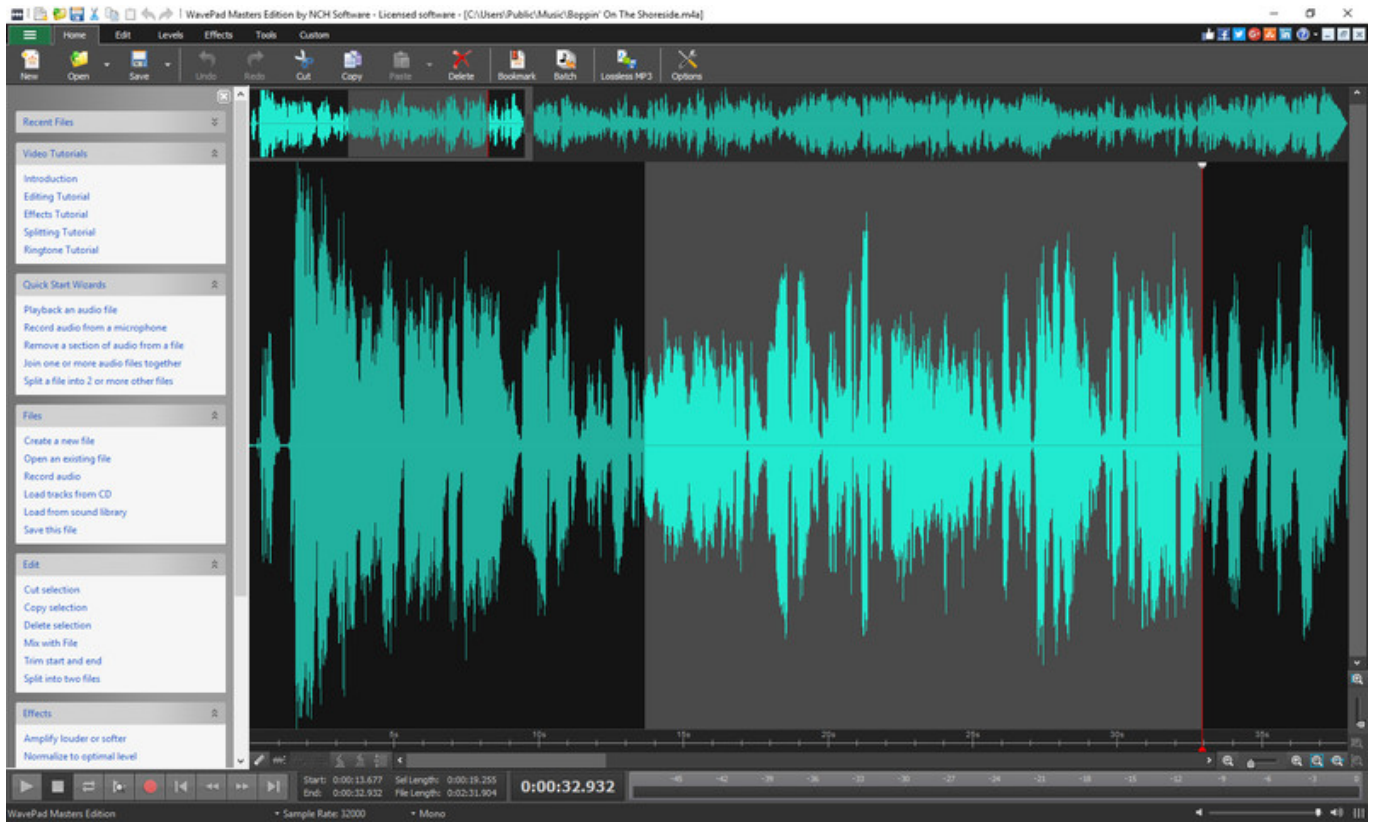 WavePad Masters Edition by NCH Software - Licensed software - [C:\Users\Public\Music\Boppin' On The Shoreside.m4a]
Home Edit Levels Effects Tools Custom
New Open Save Undo Redo Cut Copy Paste Delete Bookmark Batch Lossless MP3 Options
Recent Files
Video Tutorials
Introduction
Editing Tutorial
Effects Tutorial
Splitting Tutorial
Ringtone Tutorial
Quick Start Wizards
Playback an audio file
Record audio from a microphone
Remove a section of audio from a file
Join one or more audio files together
Split a file into 2 or more other files
Files
Create a new file
Open an existing file
Record audio
Load tracks from CD
Load from sound library
Save this file
Edit
Cut selection
Copy selection
Delete selection
Mix with File
Trim start and end
Split into two files
Effects
Amplify louder or softer
Normalize to optimal level
5s 10s 15s 20s 25s 30s 35s
Start: 0:00:13.677 Sel Length: 0:00:19.255
End: 0:00:32.932 File Length: 0:02:31.904
0:00:32.932
-45 -42 -39 -36 -33 -30 -27 -24 -21 -18 -15 -12 -9 -6 -3 0
WavePad Masters Edition Sample Rate: 32000 Mono